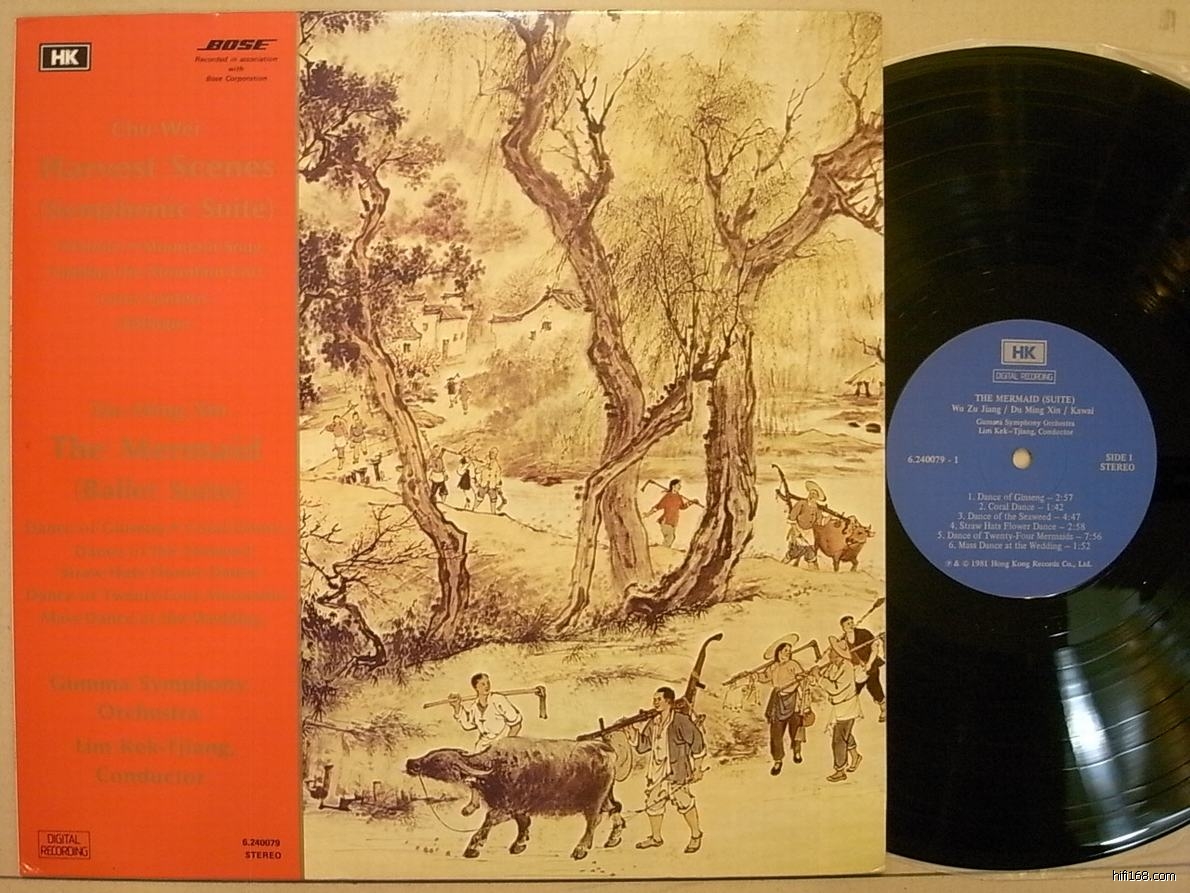 HK
BOSE
Recorded in association
with
Bose Corporation
Chu Wei
Harvest Scenes
(Symphonic Suite)
Du Ming Xin
The Mermaid
(Ballet Suite)
Dance of Ginseng
Dance of the Seaweed
Straw Hats Flower Dance
Dance of Twenty-Four Mermaids
Mass Dance at the Wedding
Gumma Symphony
Orchestra
Lim Kek-Tjiang,
Conductor
DIGITAL
RECORDING
6.240079
STEREO
HK
DIGITAL RECORDING
THE MERMAID (SUITE)
Wu Zu Jiang / Du Ming Xin / Kawai
Gumma Symphony Orchestra
Lim Kek-Tjiang, Conductor
6.240079 - 1
SIDE 1
STEREO
1. Dance of Ginseng – 2:57
2. Coral Dance – 1:42
3. Dance of the Seaweed – 4:47
4. Straw Hats Flower Dance – 2:58
5. Dance of Twenty-Four Mermaids – 7:56
6. Mass Dance at the Wedding – 1:52
℗ & © 1981 Hong Kong Records Co., Ltd.
hifi168.com